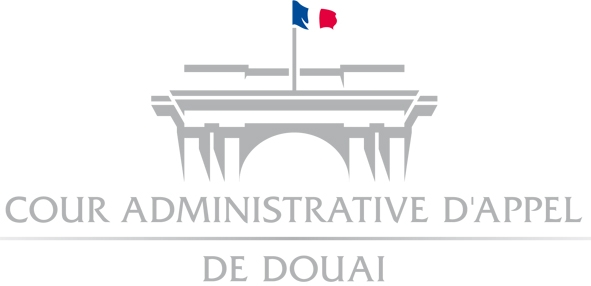 COUR ADMINISTRATIVE D'APPEL
DE DOUAI